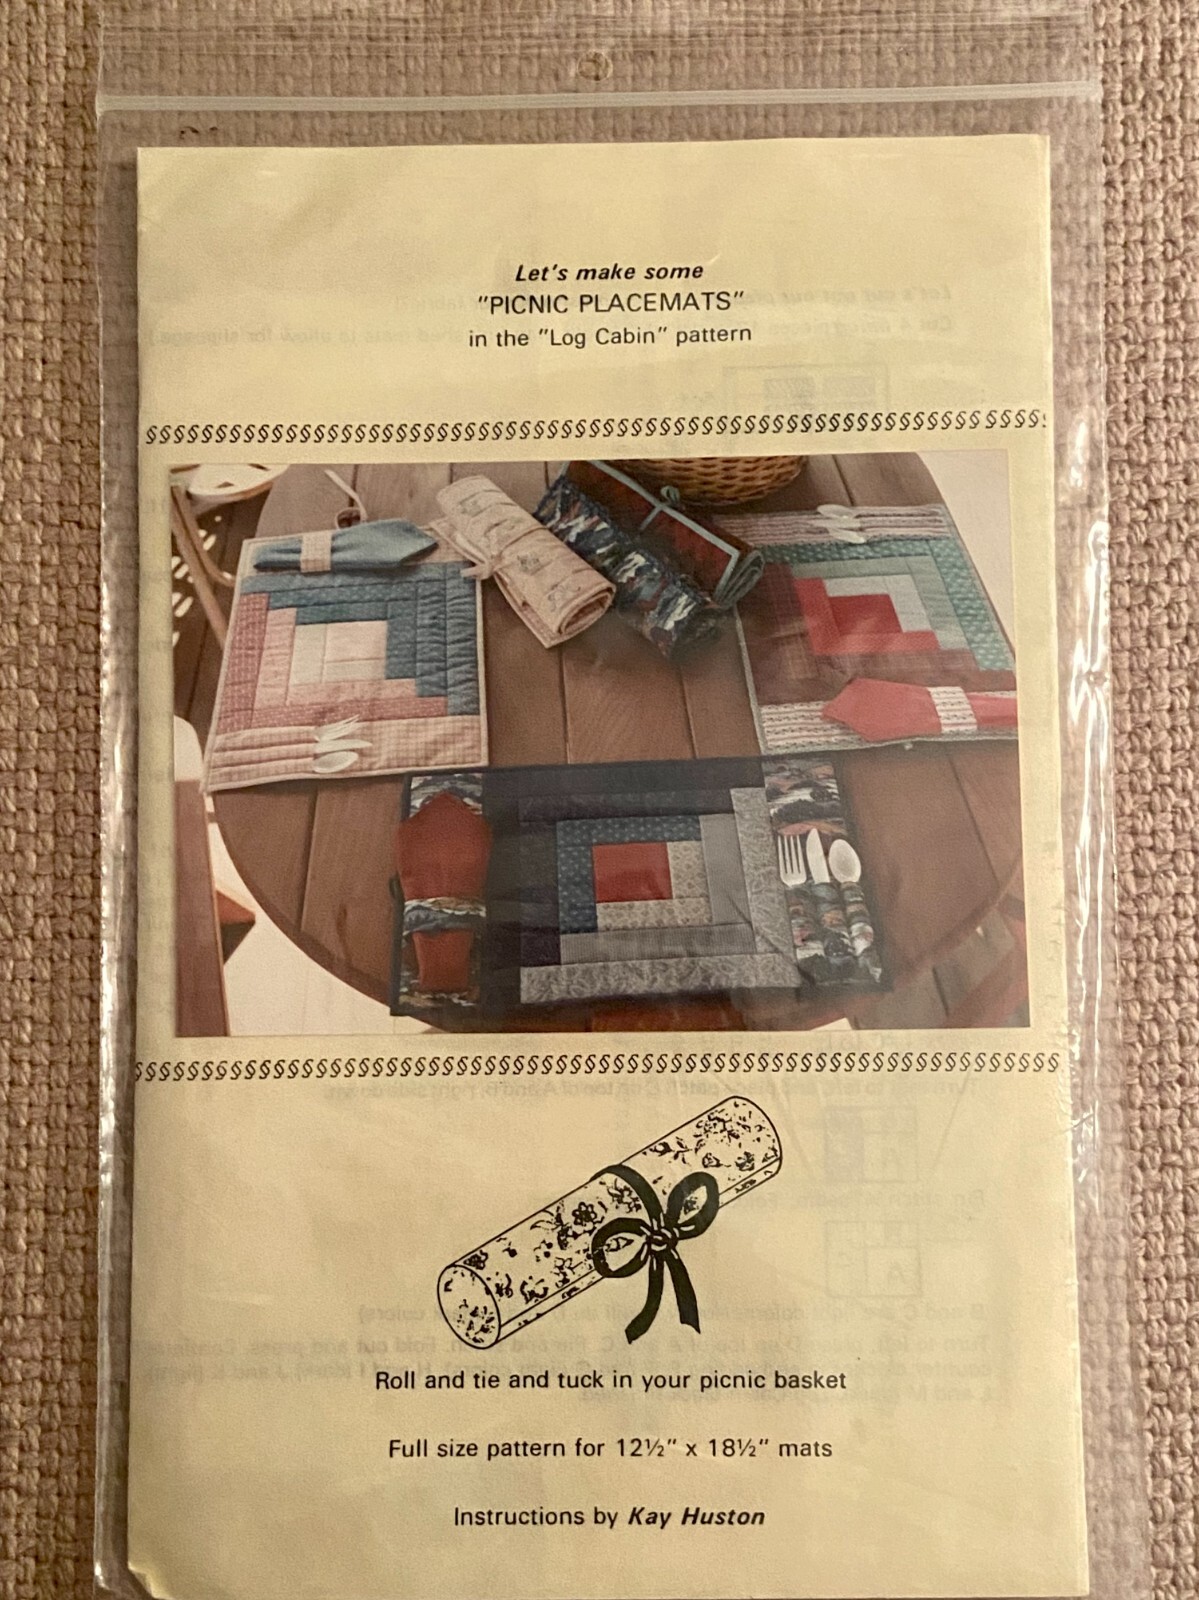 Let's make some
"PICNIC PLACEMATS"
in the "Log Cabin" pattern
Roll and tie and tuck in your picnic basket
Full size pattern for 12½" x 18½" mats
Instructions by Kay Huston